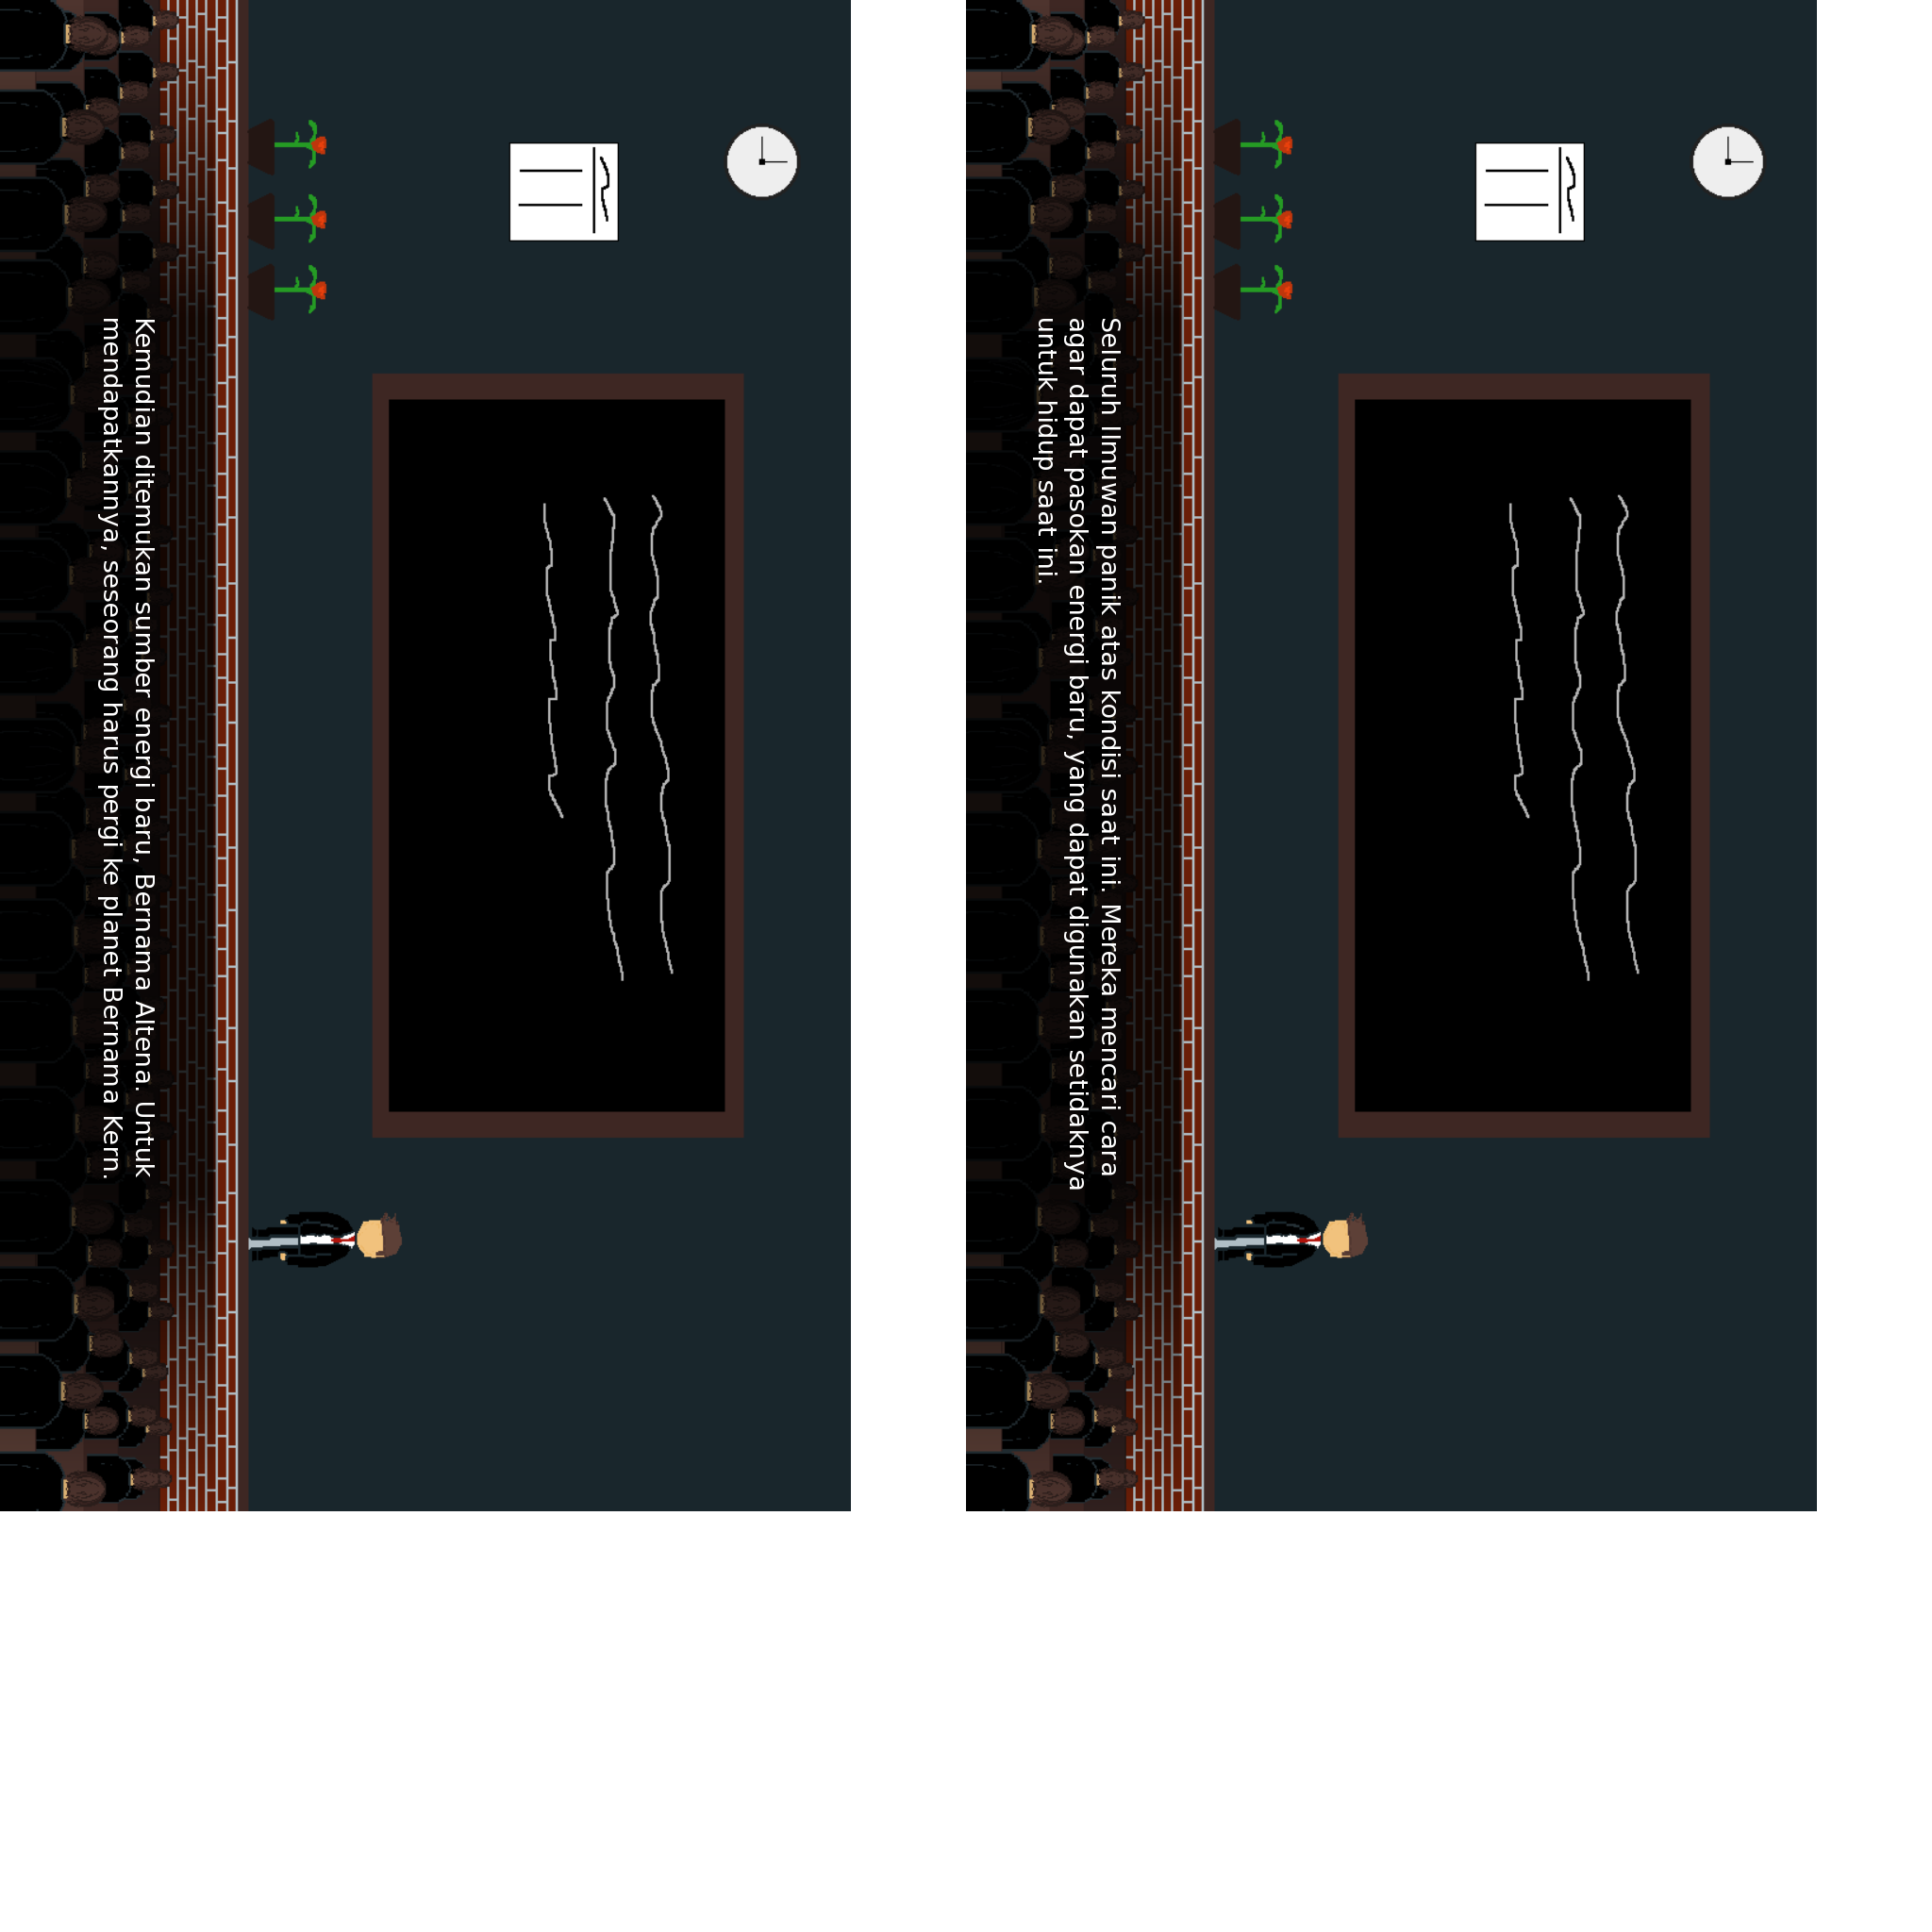 Seluruh Ilmuwan panik atas kondisi saat ini. Mereka mencari cara
agar dapat pasokan energi baru, yang dapat digunakan setidaknya
untuk hidup saat ini.
Kemudian ditemukan sumber energi baru, Bernama Altena. Untuk
mendapatkannya, seseorang harus pergi ke planet Bernama Kern.